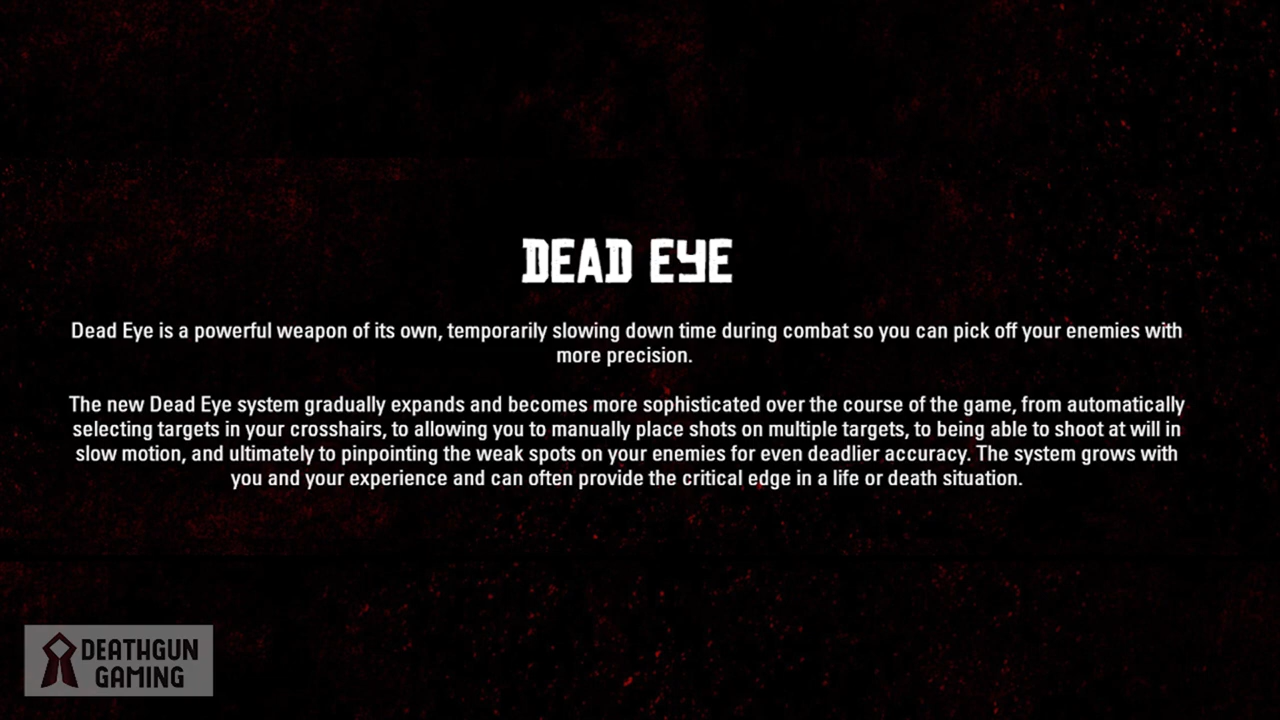 DEAD EYE
Dead Eye is a powerful weapon of its own, temporarily slowing down time during combat so you can pick off your enemies with
more precision.
The new Dead Eye system gradually expands and becomes more sophisticated over the course of the game, from automatically
selecting targets in your crosshairs, to allowing you to manually place shots on multiple targets, to being able to shoot at will in
slow motion, and ultimately to pinpointing the weak spots on your enemies for even deadlier accuracy. The system grows with
you and your experience and can often provide the critical edge in a life or death situation.
DEATHGUN
GAMING